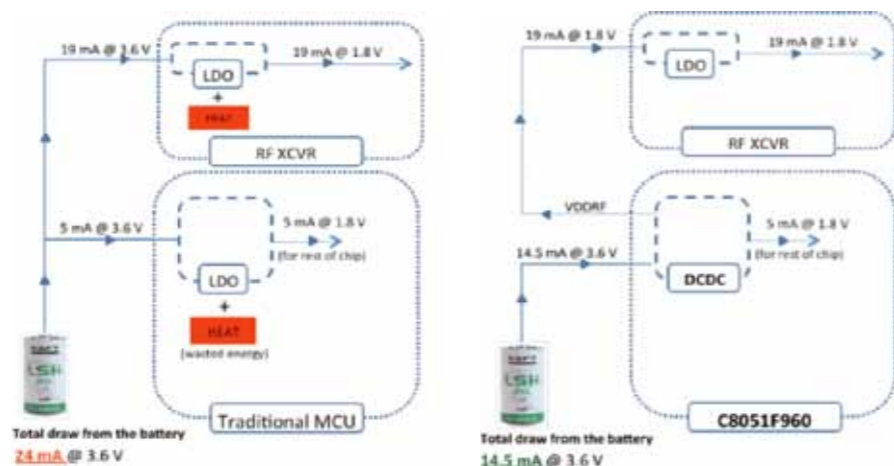 19 mA @ 3.6 V
19 mA @ 1.8 V
LDO
+
HEAT
RF XCVR
5 mA @ 3.6 V
5 mA @ 1.8 V
(for rest of chip)
LDO
+
HEAT
(wasted energy)
LSH
Traditional MCU
Total draw from the battery
24 mA @ 3.6 V
19 mA @ 1.8 V
19 mA @ 1.8 V
LDO
RF XCVR
VDDRF
5 mA @ 1.8 V
(for rest of chip)
14.5 mA @ 3.6 V
DCDC
LSH
C8051F960
Total draw from the battery
14.5 mA @ 3.6 V